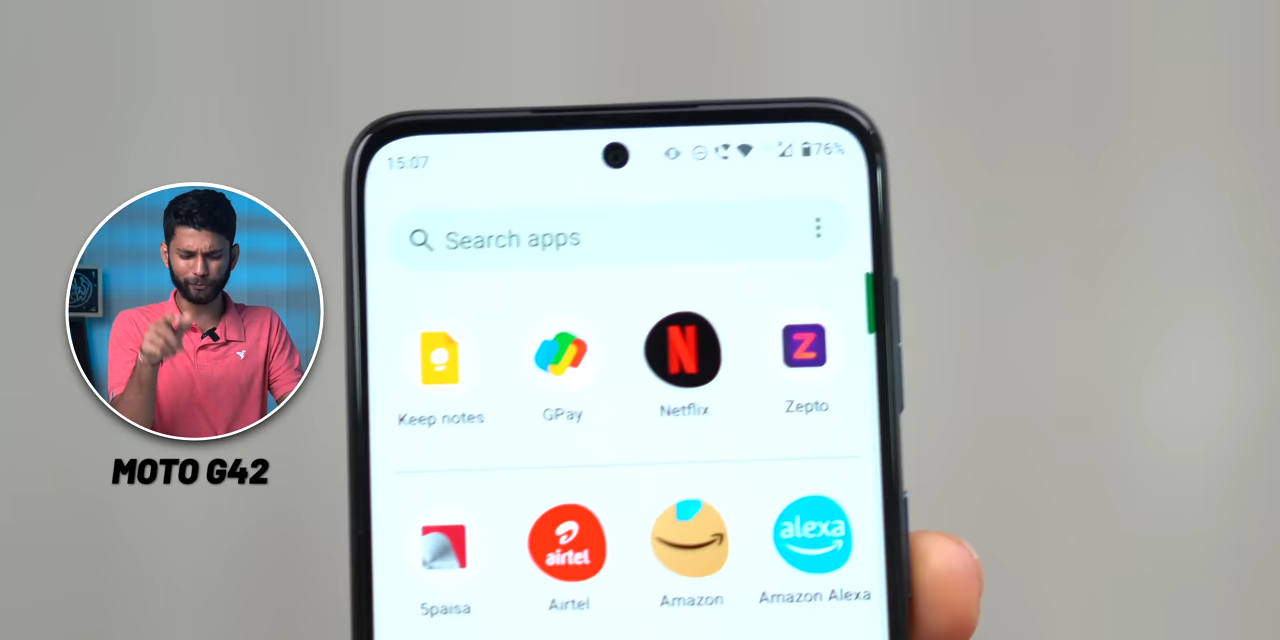 15:07
76%
Search apps
Keep notes
GPay
Netflix
Zepto
airtel
alexa
5paisa
Airtel
Amazon
Amazon Alexa
MOTO G42